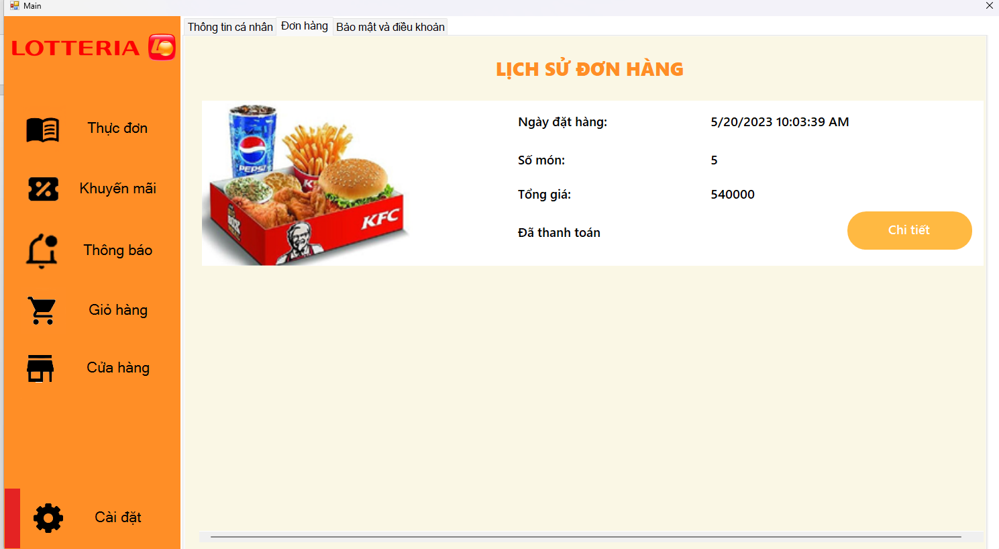 Main
LOTTERIA
Thực đơn
Khuyến mãi
Thông báo
Giỏ hàng
Cửa hàng
Cài đặt
Thông tin cá nhân
Đơn hàng
Bảo mật và điều khoản
LỊCH SỬ ĐƠN HÀNG
PEPSI
K
KFC
Ngày đặt hàng: 5/20/2023 10:03:39 AM
Số món: 5
Tổng giá: 540000
Đã thanh toán
Chi tiết